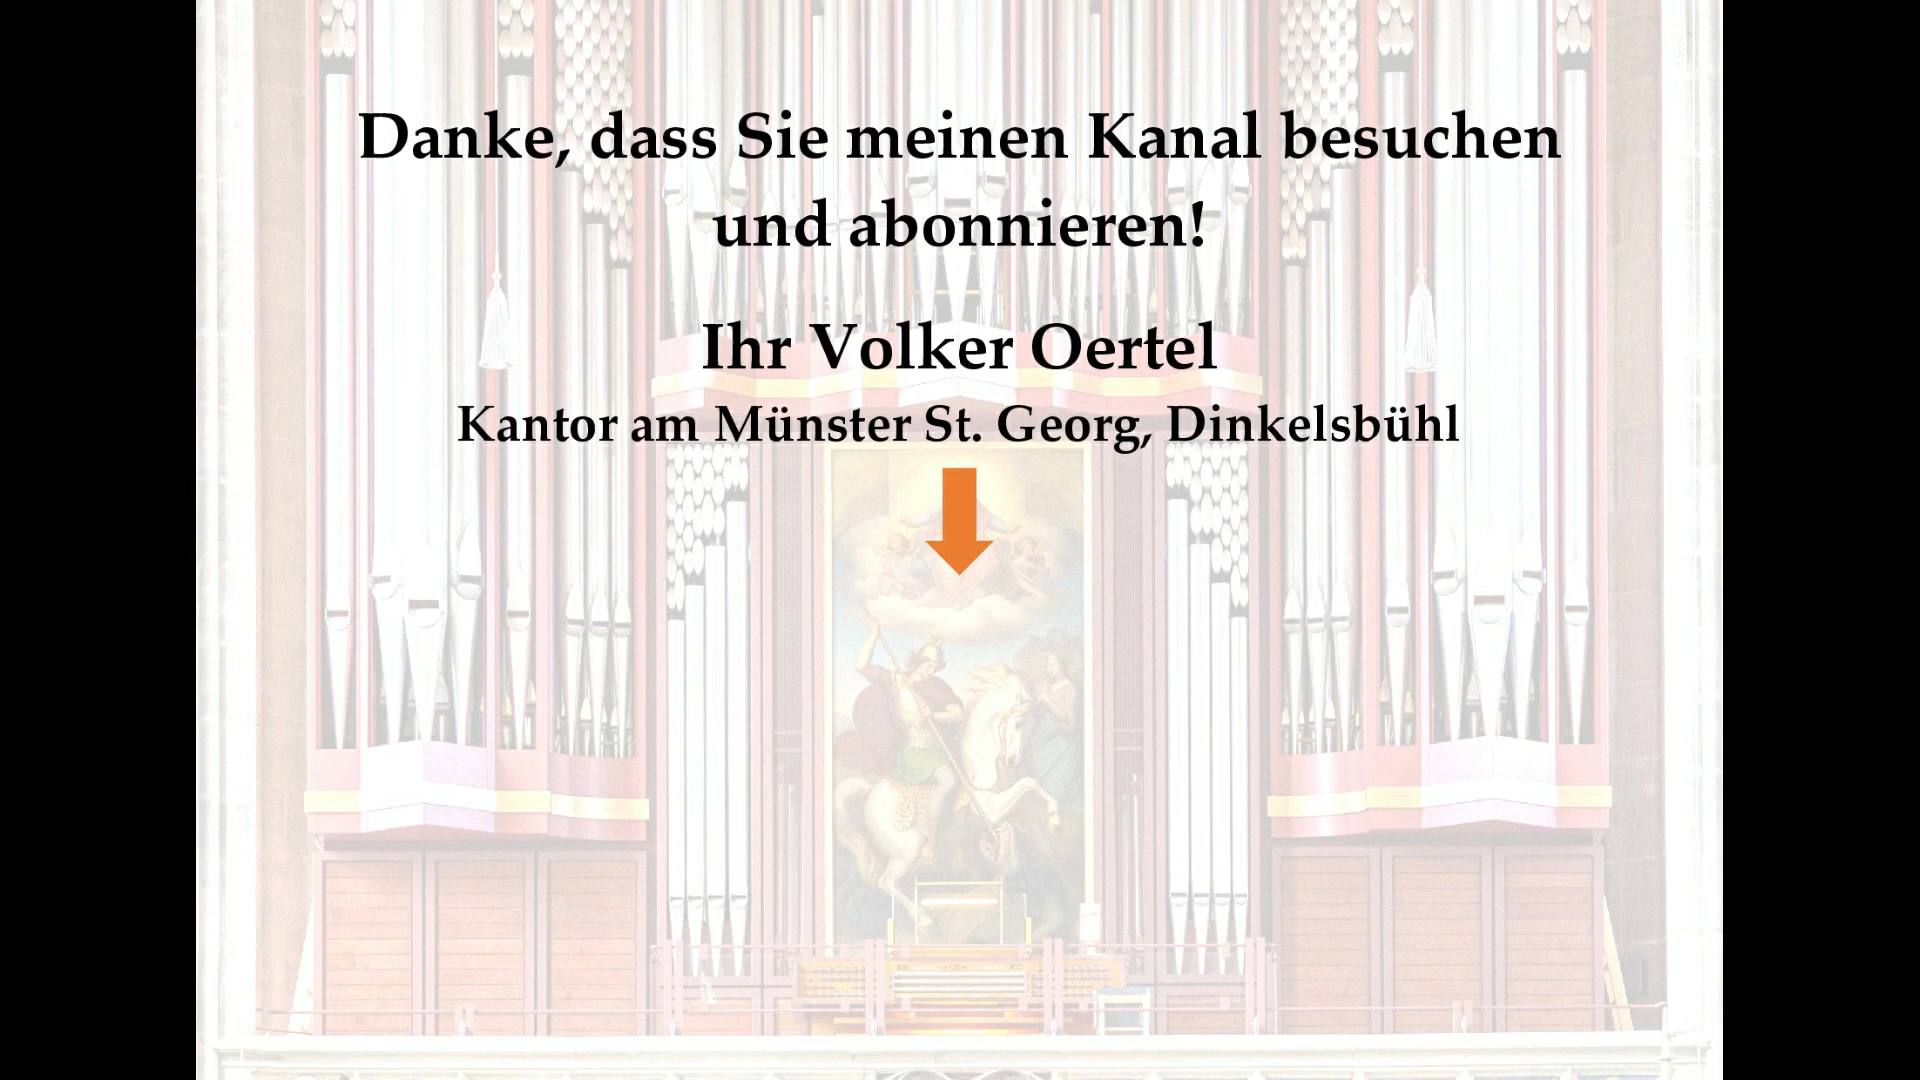 Danke, dass Sie meinen Kanal besuchen
und abonnieren!
Ihr Volker Oertel
Kantor am Münster St. Georg, Dinkelsbühl